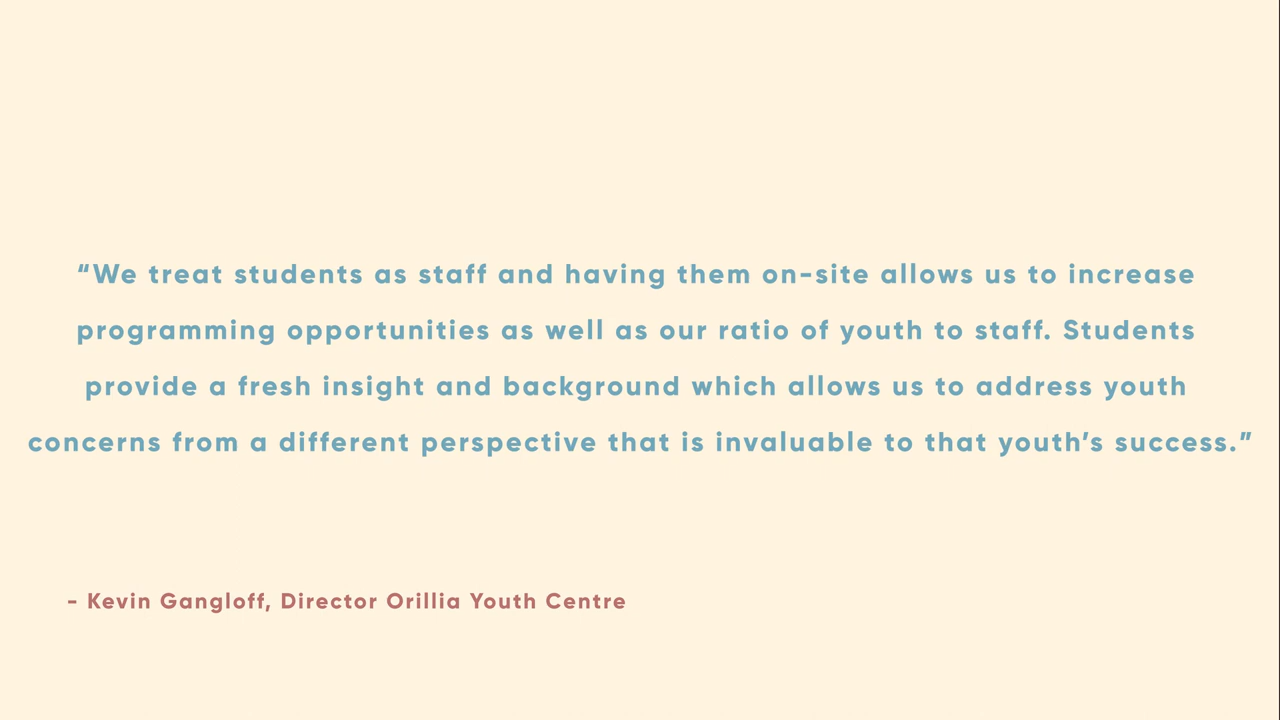 “We treat students as staff and having them on-site allows us to increase
programming opportunities as well as our ratio of youth to staff. Students
provide a fresh insight and background which allows us to address youth
concerns from a different perspective that is invaluable to that youth’s success.”
- Kevin Gangloff, Director Orillia Youth Centre